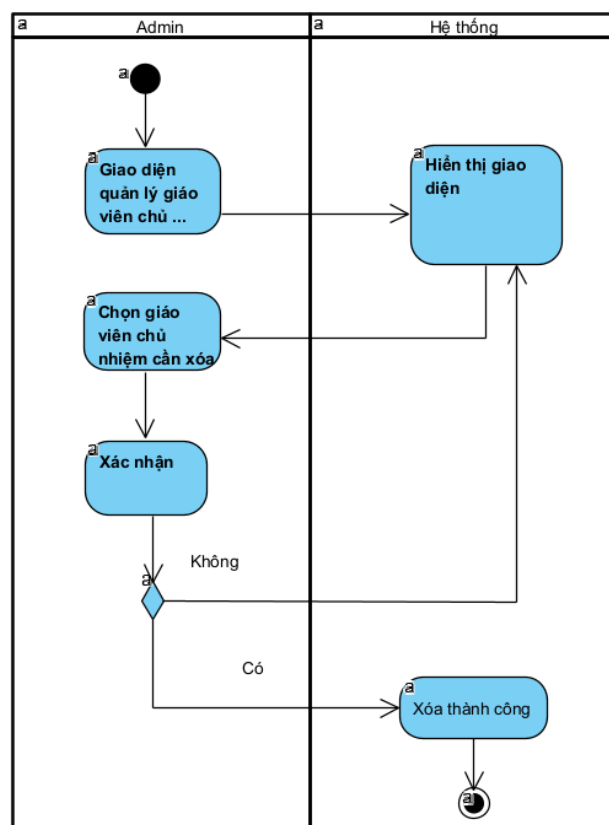 a
Admin
a
Hệ thống
a
a
Giao diện
quản lý giáo
viên chủ ...
a
Hiển thị giao
diện
a
Chọn giáo
viên chủ
nhiệm cần xóa
a
Xác nhận
Không
a
Có
a
Xóa thành công
a